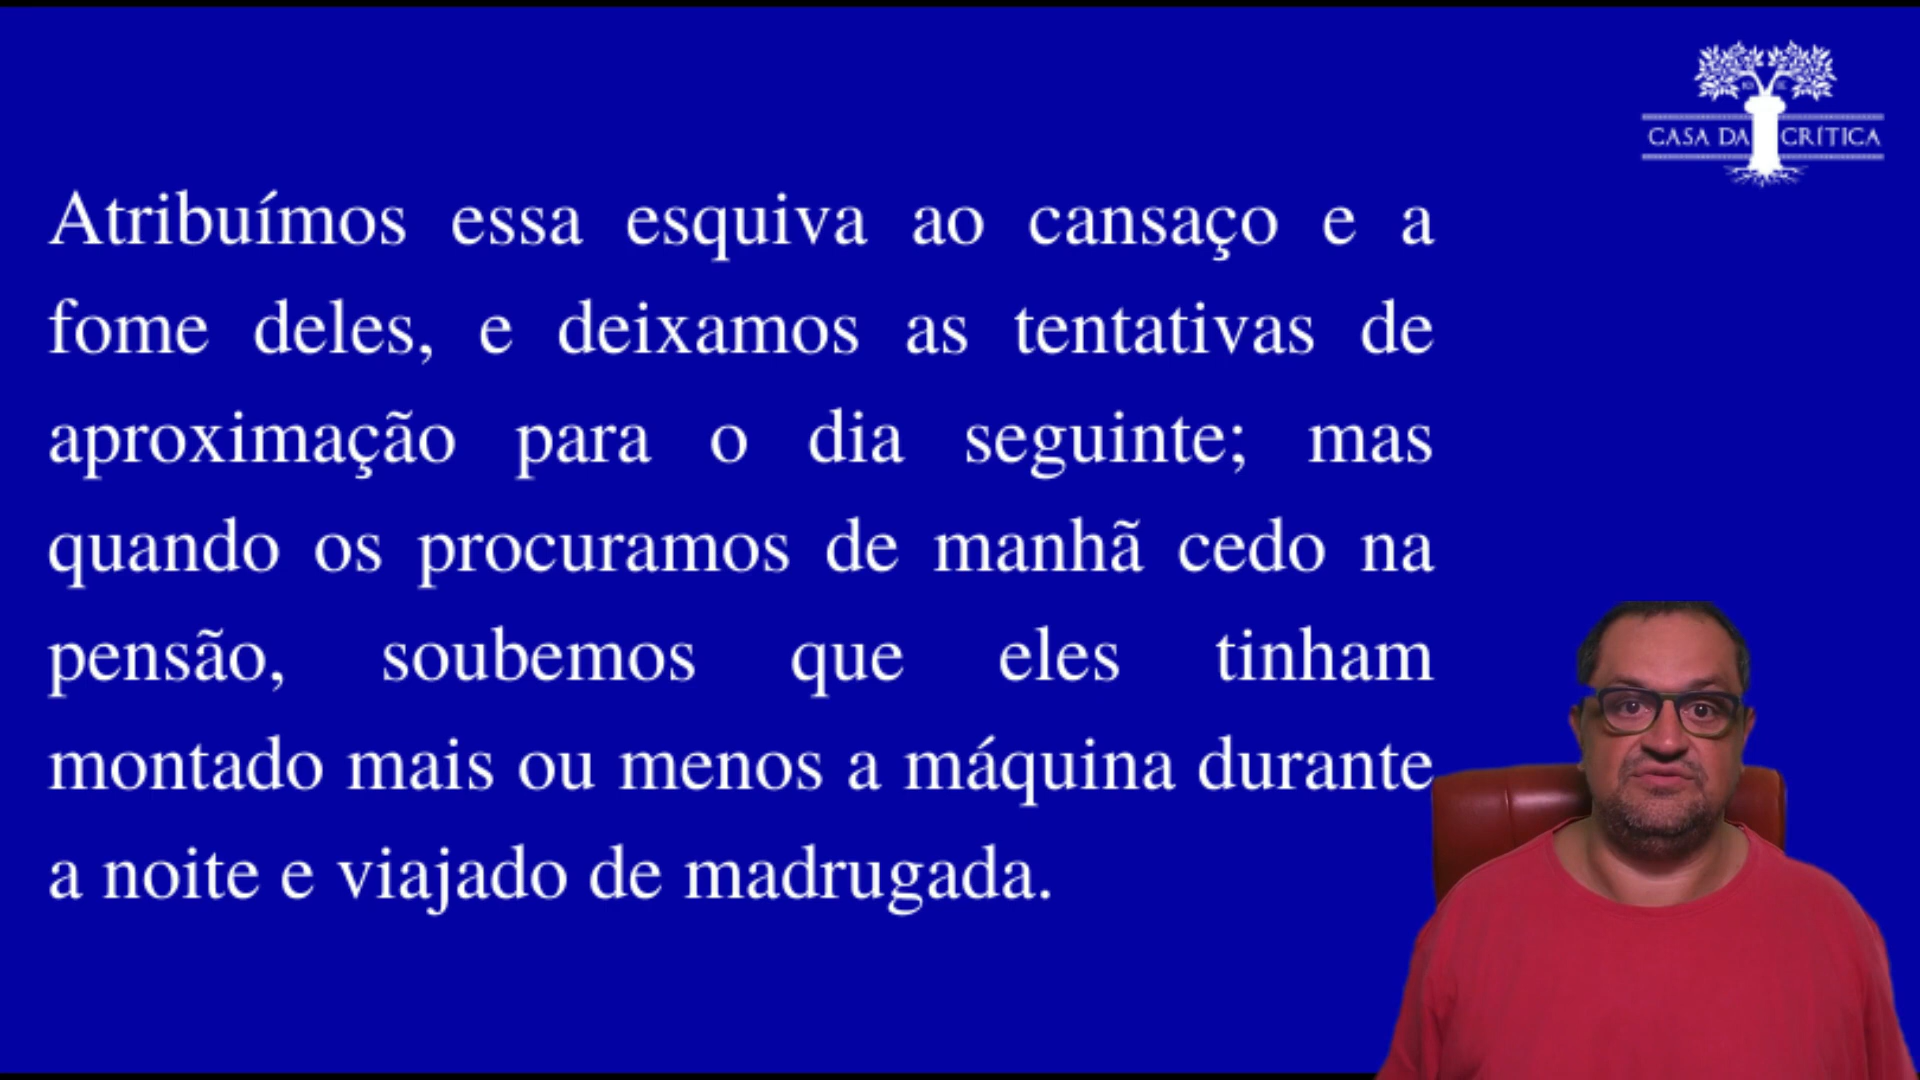 CASA DA CRÍTICA
Atribuímos essa esquiva ao cansaço e a
fome deles, e deixamos as tentativas de
aproximação para o dia seguinte; mas
quando os procuramos de manhã cedo na
pensão, soubemos que eles tinham
montado mais ou menos a máquina durante
a noite e viajado de madrugada.